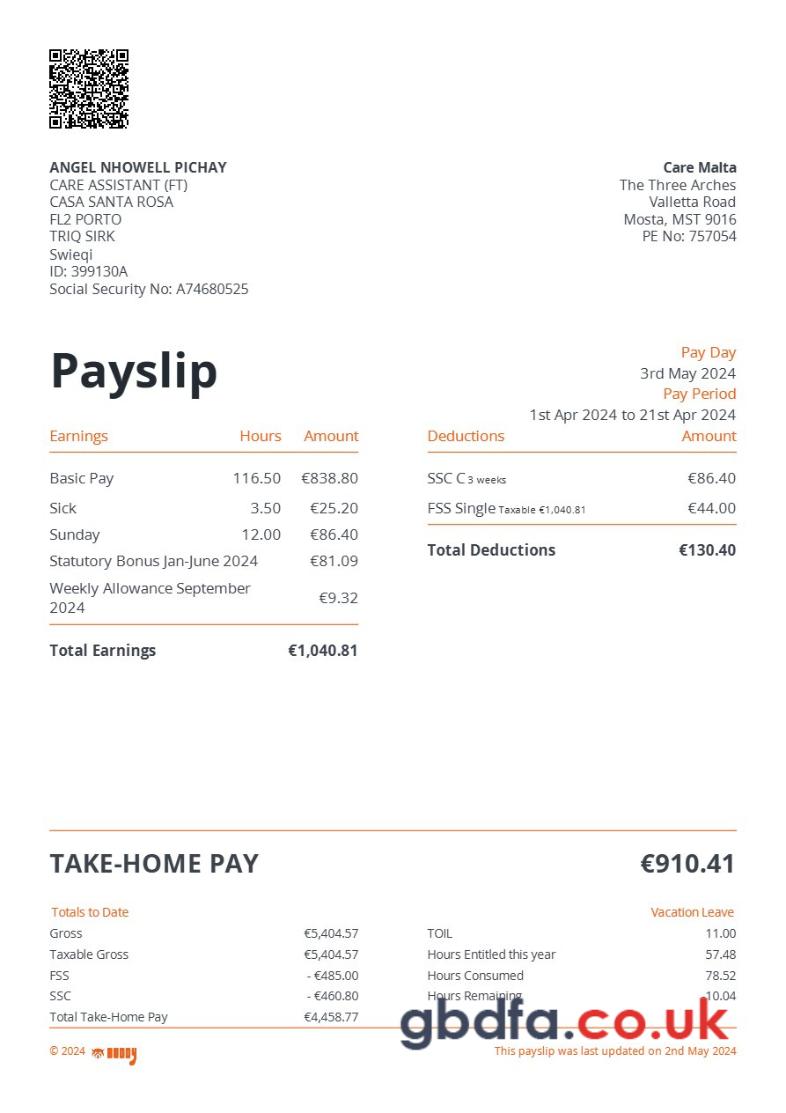 ANGEL NHOWELL PICHAY
CARE ASSISTANT (FT)
CASA SANTA ROSA
FL2 PORTO
TRIQ SIRK
Swieqi
ID: 399130A
Social Security No: A74680525
Care Malta
The Three Arches
Valletta Road
Mosta, MST 9016
PE No: 757054
Payslip
Pay Day
3rd May 2024
Pay Period
1st Apr 2024 to 21st Apr 2024
Earnings Hours Amount
Basic Pay 116.50 €838.80
Sick 3.50 €25.20
Sunday 12.00 €86.40
Statutory Bonus Jan-June 2024 €81.09
Weekly Allowance September
2024 €9.32
Total Earnings €1,040.81
Deductions Amount
SSC C 3 weeks €86.40
FSS Single Taxable €1,040.81 €44.00
Total Deductions €130.40
TAKE-HOME PAY €910.41
Totals to Date
Gross €5,404.57
Taxable Gross €5,404.57
FSS - €485.00
SSC - €460.80
Total Take-Home Pay €4,458.77
Vacation Leave
TOIL 11.00
Hours Entitled this year 57.48
Hours Consumed 78.52
Hours Remaining -10.04
gbdfa.co.uk
© 2024
This payslip was last updated on 2nd May 2024